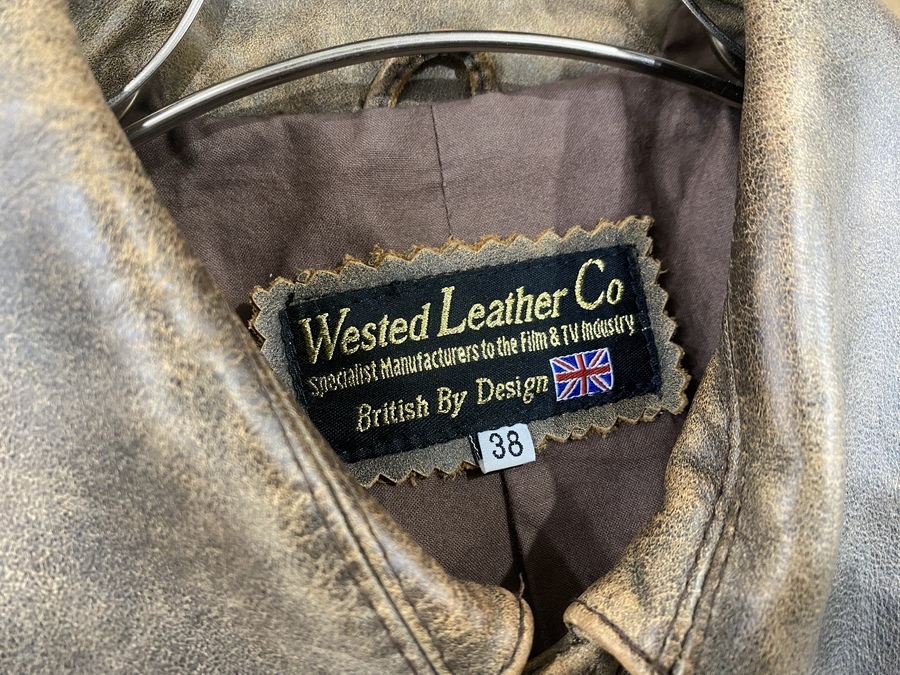 Wested Leather Co
Specialist Manufacturers to the Film & TV Industry
British By Design
38